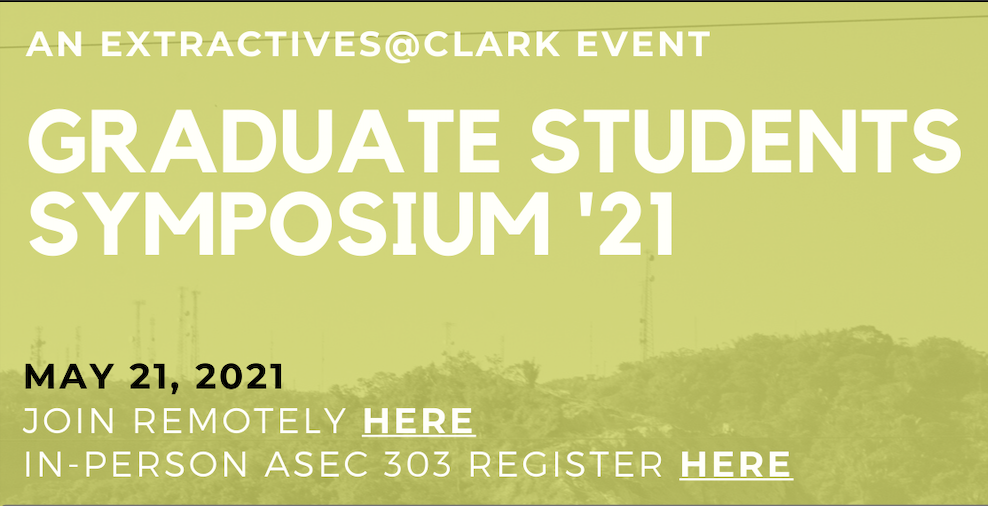 AN EXTRACTIVES@CLARK EVENT
GRADUATE STUDENTS
SYMPOSIUM '21
MAY 21, 2021
JOIN REMOTELY HERE
IN-PERSON ASEC 303 REGISTER HERE